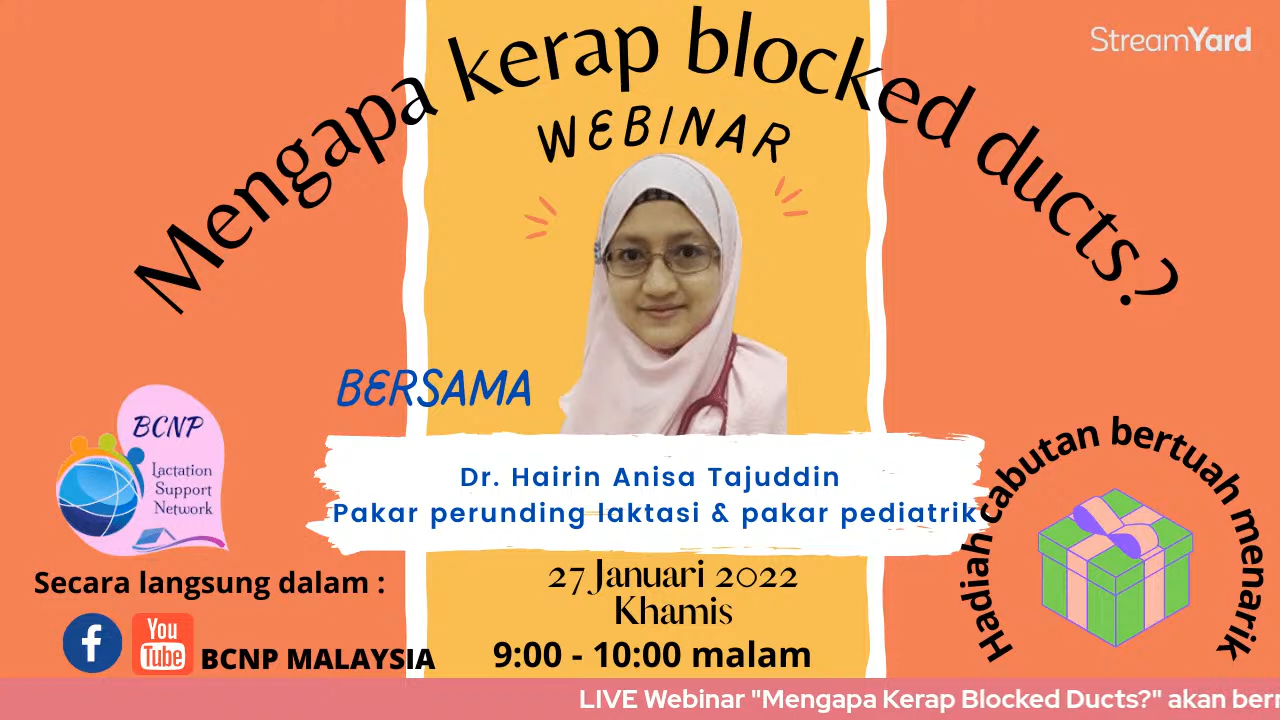 StreamYard
Mengapa kerap blocked ducts?
WEBINAR
BERSAMA
BCNP
Lactation
Support
Network
Dr. Hairin Anisa Tajuddin
Pakar perunding laktasi & pakar pediatrik
Hadiah cabutan bertuah menarik
Secara langsung dalam :
f
You
Tube
BCNP MALAYSIA
27 Januari 2022
Khamis
9:00 - 10:00 malam
LIVE Webinar "Mengapa Kerap Blocked Ducts?" akan